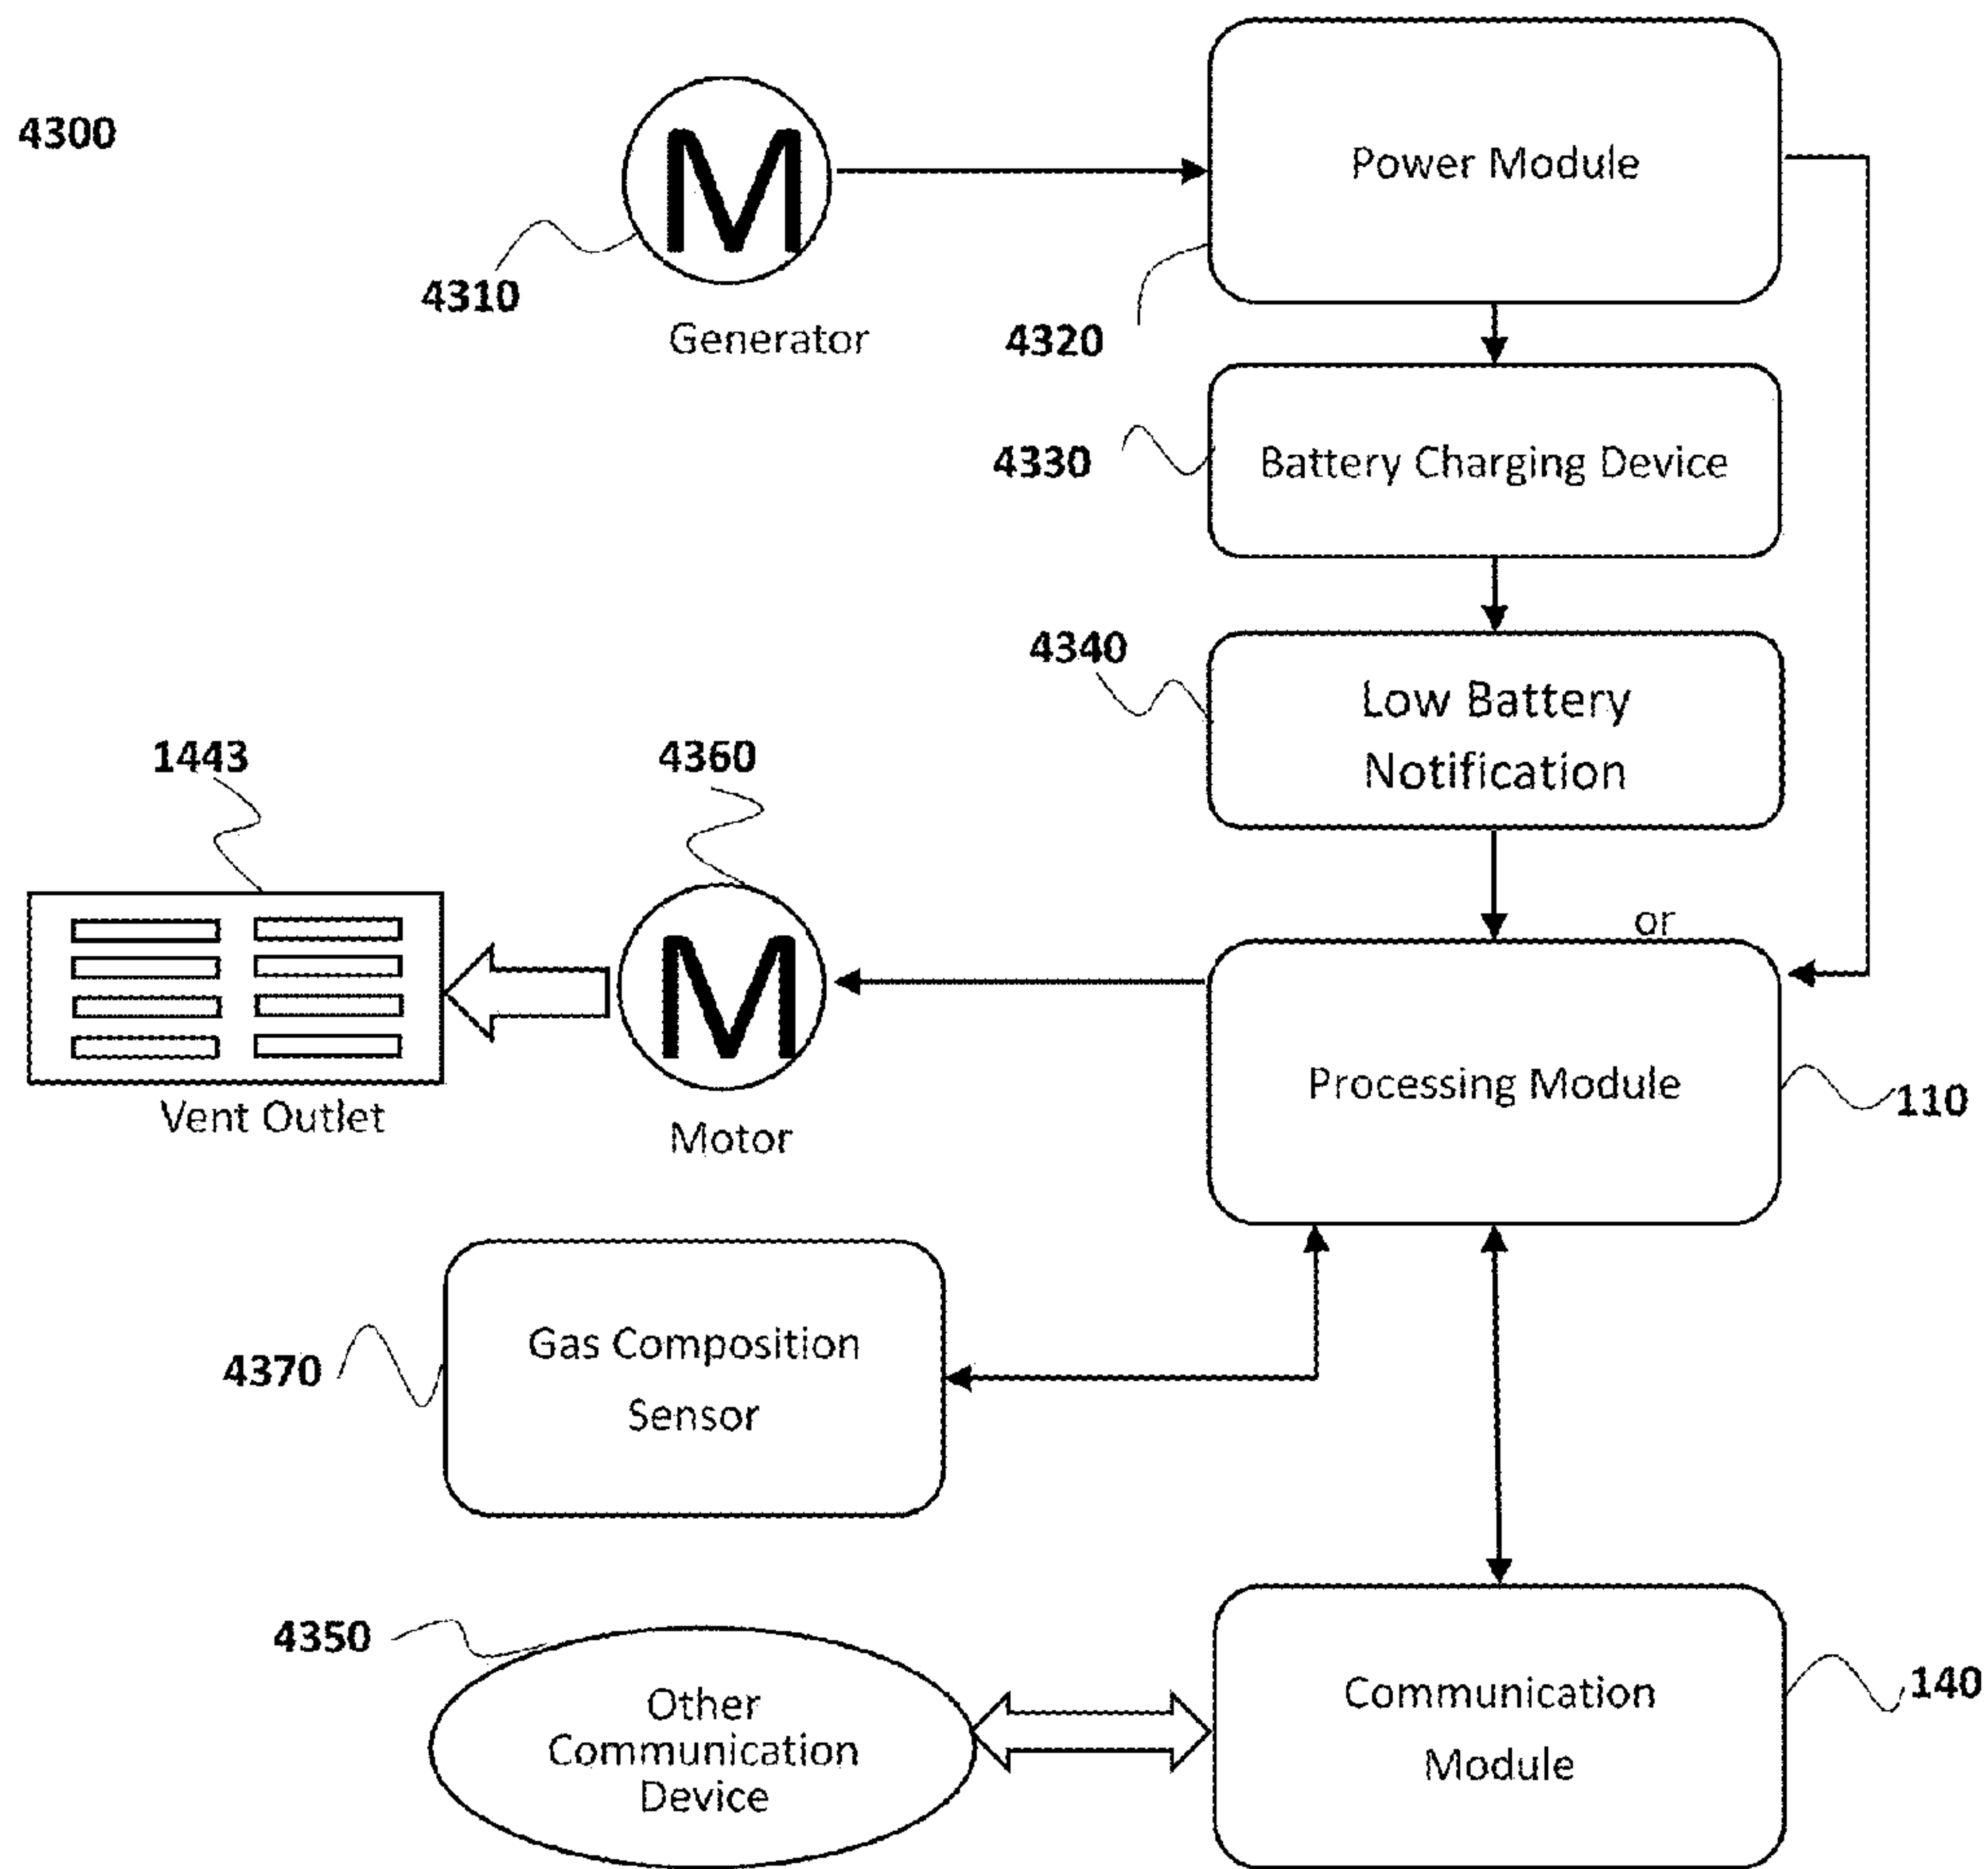 4300
M
Power Module
4310
Generator
4320
4330
Battery Charging Device
4340
Low Battery
Notification
1443
4360
or
M
Processing Module
110
Vent Outlet
Motor
Gas Composition
Sensor
4370
4350
Other
Communication
Device
Communication
Module
140